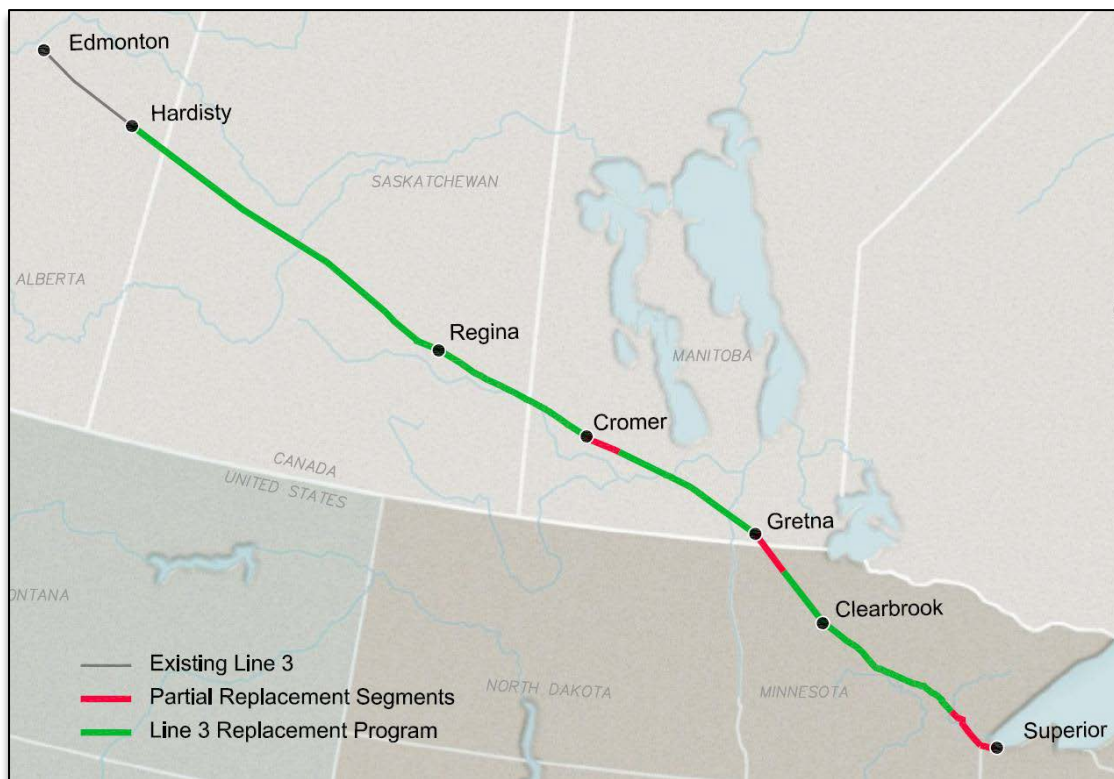 Edmonton
Hardisty
SASKATCHEWAN
ALBERTA
Regina
MANITOBA
Cromer
CANADA
UNITED STATES
Gretna
ONTANA
Clearbrook
Existing Line 3
Partial Replacement Segments
NORTH DAKOTA
MINNESOTA
Line 3 Replacement Program
Superior